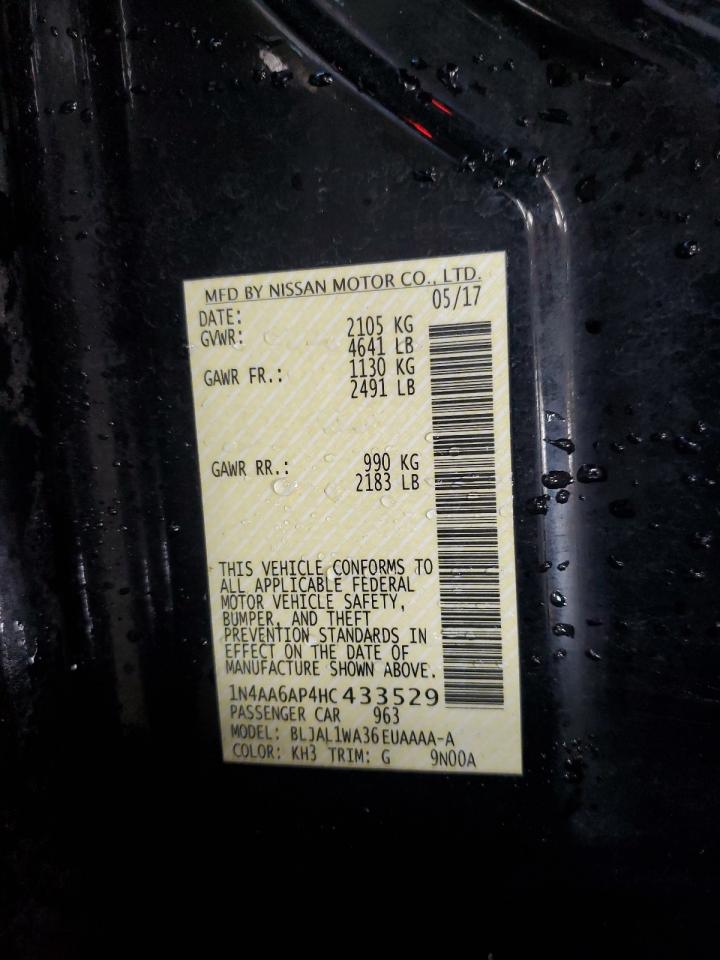 MFD BY NISSAN MOTOR CO., LTD.
DATE: 05/17
GVWR: 2105 KG
4641 LB
GAWR FR.: 1130 KG
2491 LB
GAWR RR.: 990 KG
2183 LB
THIS VEHICLE CONFORMS TO
ALL APPLICABLE FEDERAL
MOTOR VEHICLE SAFETY,
BUMPER, AND THEFT
PREVENTION STANDARDS IN
EFFECT ON THE DATE OF
MANUFACTURE SHOWN ABOVE.
1N4AA6AP4HC433529
PASSENGER CAR 963
MODEL: BLJAL1WA36EUAAAA-A
COLOR: KH3 TRIM: G 9N00A